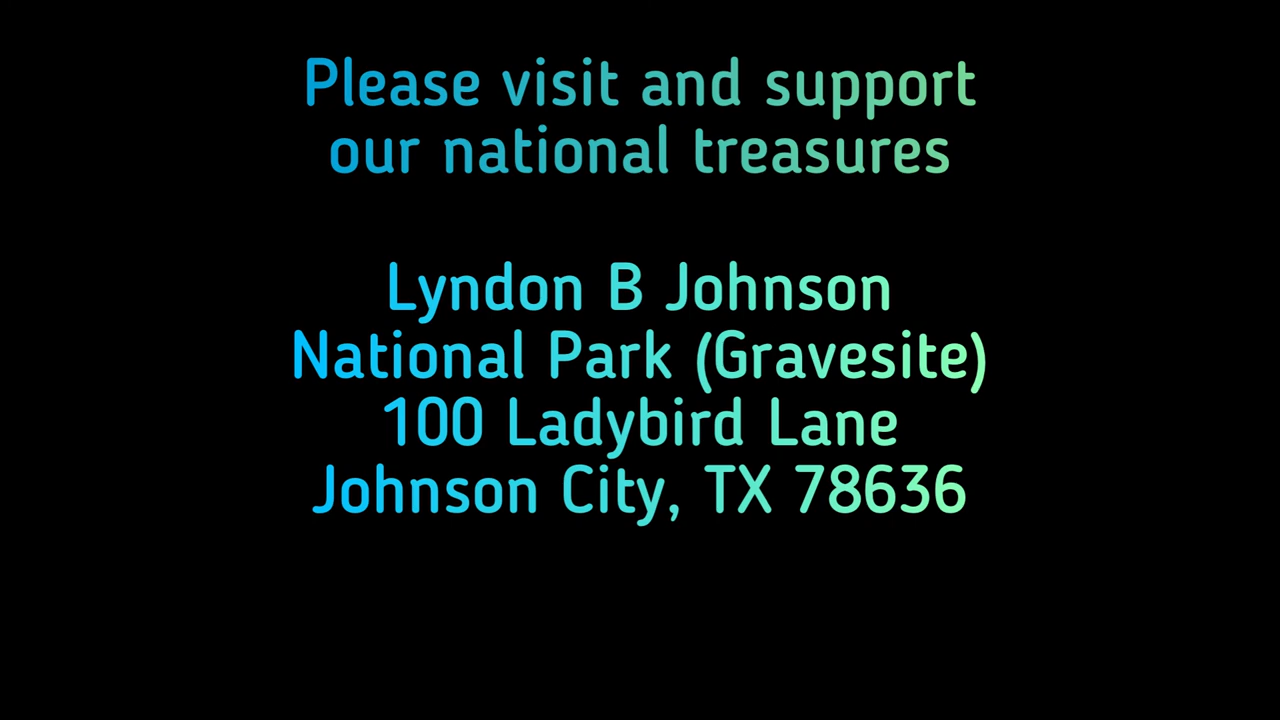 Please visit and support
our national treasures
Lyndon B Johnson
National Park (Gravesite)
100 Ladybird Lane
Johnson City, TX 78636